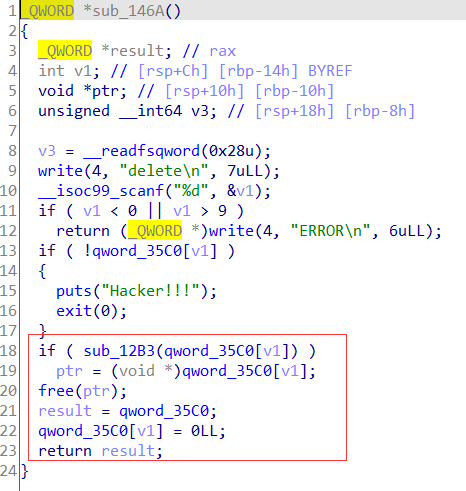 1 _QWORD *sub_146A()
2 {
3 _QWORD *result; // rax
4 int v1; // [rsp+Ch] [rbp-14h] BYREF
5 void *ptr; // [rsp+10h] [rbp-10h]
6 unsigned __int64 v3; // [rsp+18h] [rbp-8h]
7
8 v3 = __readfsqword(0x28u);
9 write(4, "delete\n", 7uLL);
10 __isoc99_scanf("%d", &v1);
11 if ( v1 < 0 || v1 > 9 )
12 return (_QWORD *)write(4, "ERROR\n", 6uLL);
13 if ( !qword_35C0[v1] )
14 {
15 puts("Hacker!!!");
16 exit(0);
17 }
18 if ( sub_12B3(qword_35C0[v1]) )
19 ptr = (void *)qword_35C0[v1];
20 free(ptr);
21 result = qword_35C0;
22 qword_35C0[v1] = 0LL;
23 return result;
24 }